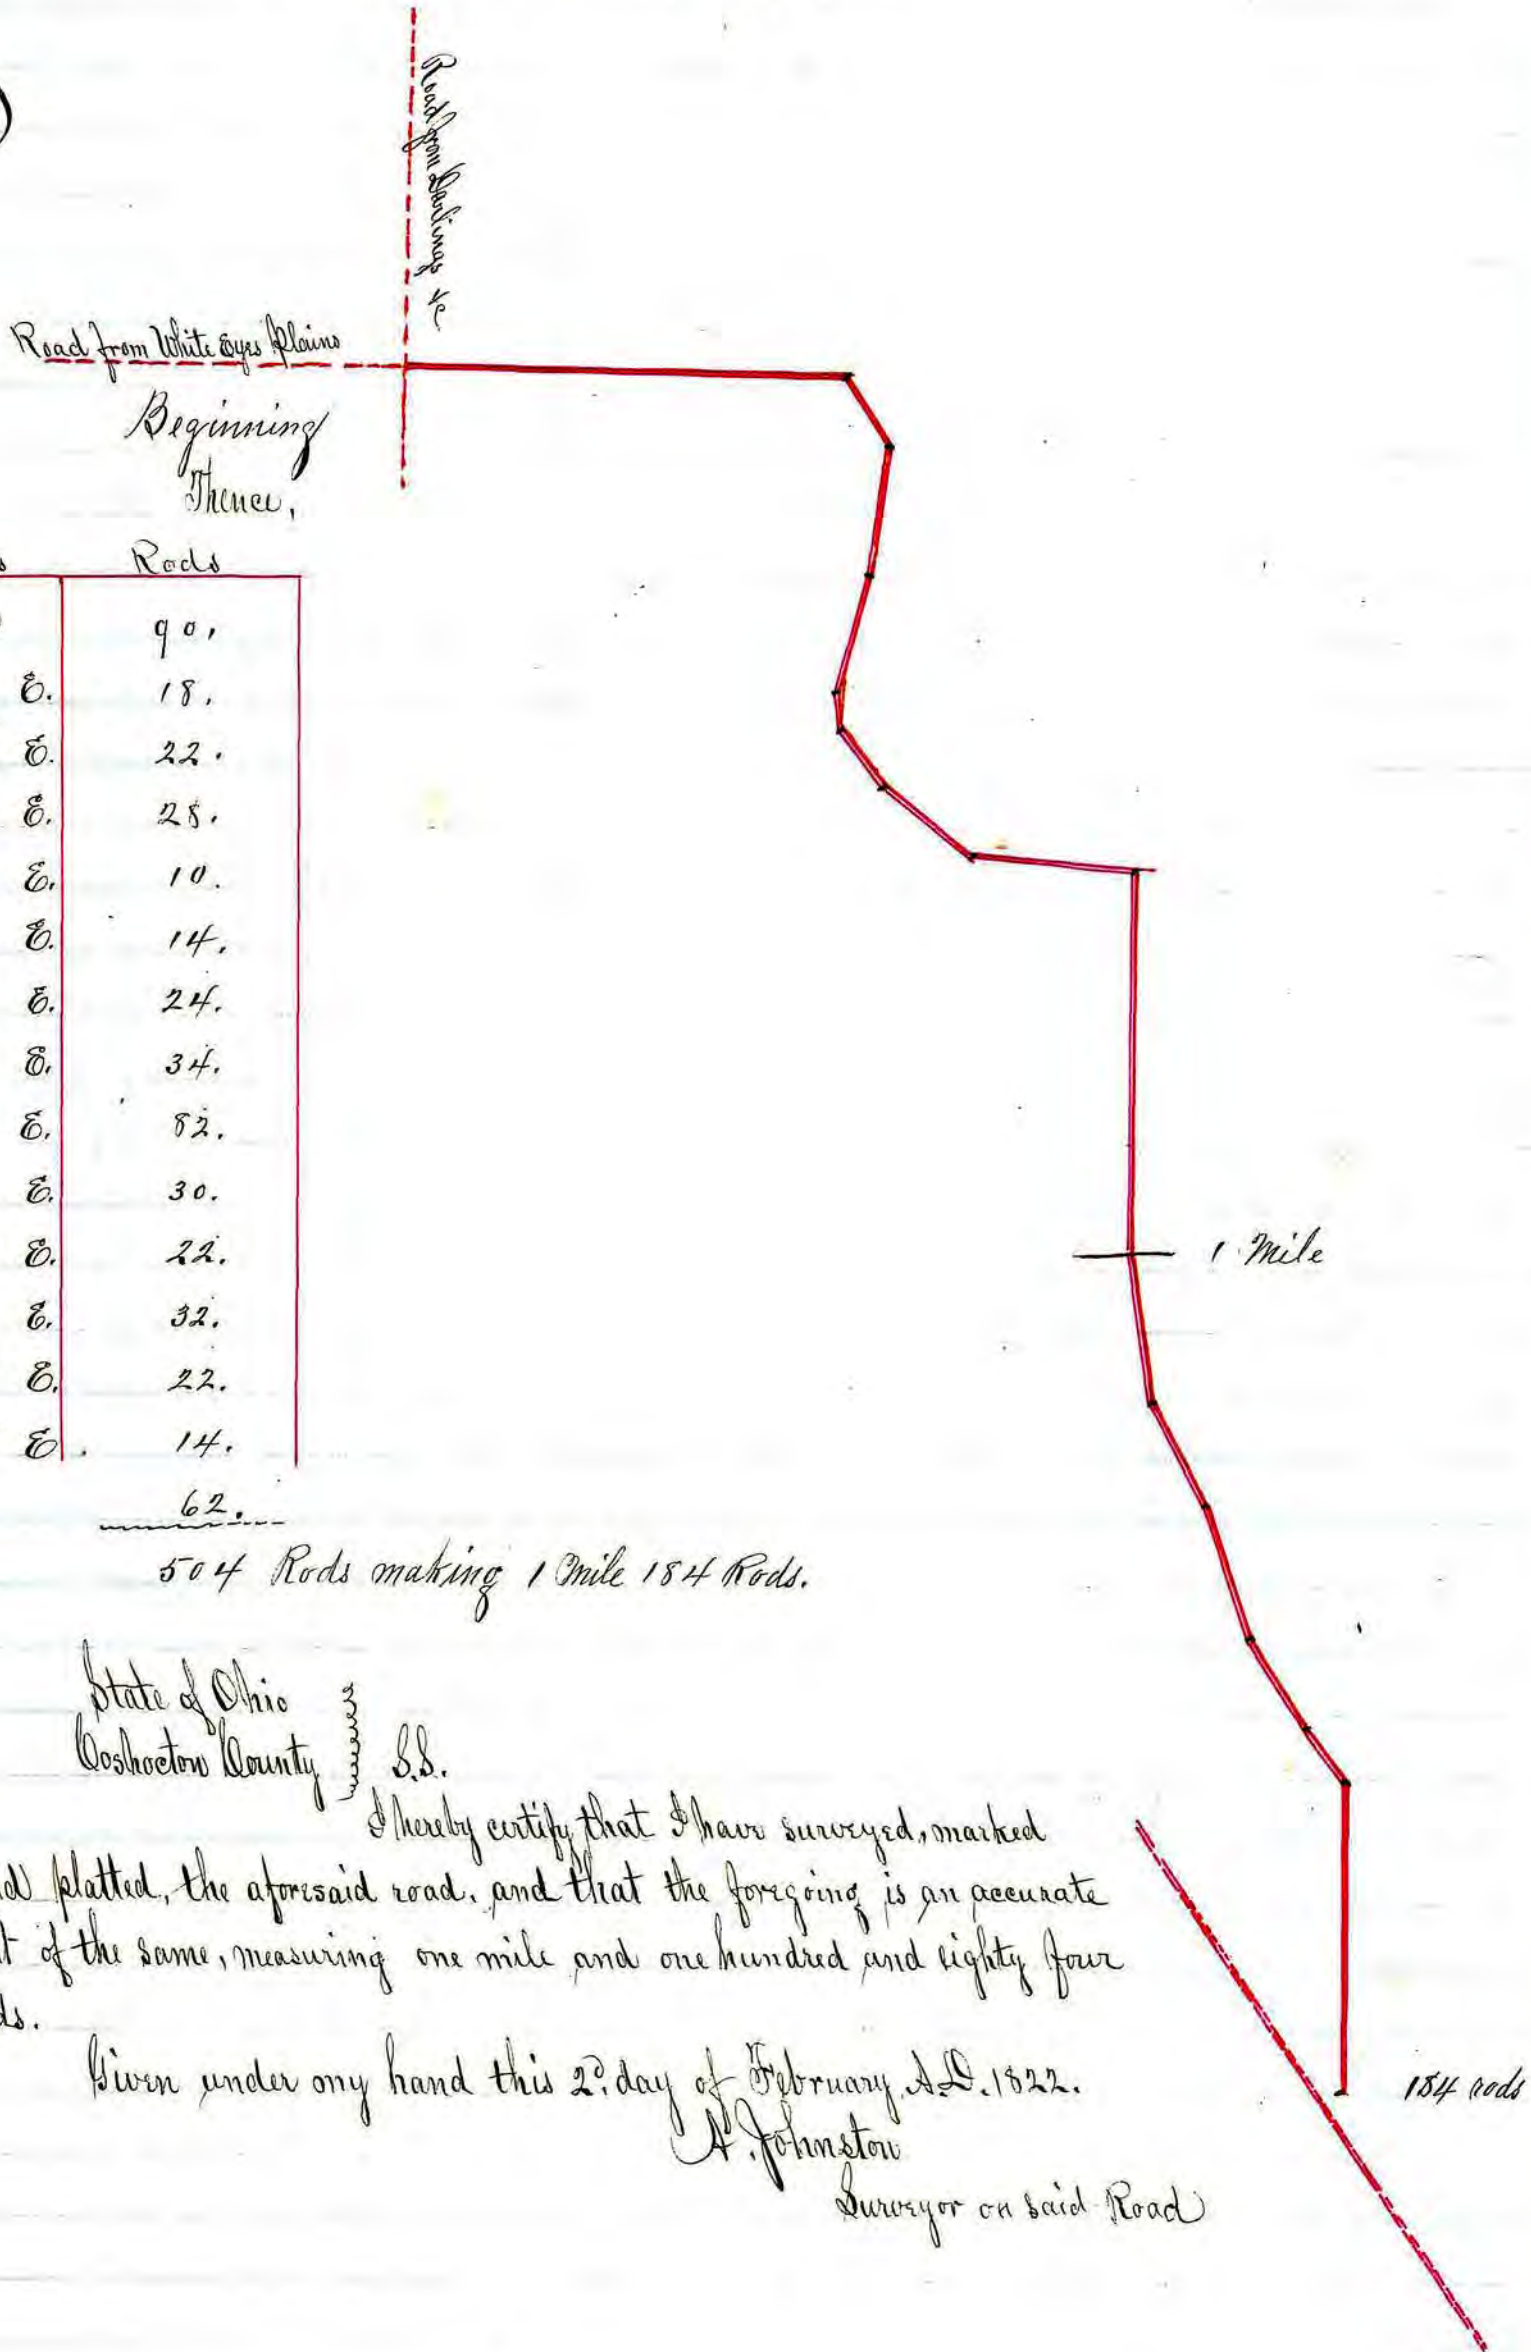 Road from Darlings &c
Road from White Eyes Plains
Beginning
Thence,
Rods
90.
E. 18.
E. 22.
E. 28.
E. 10.
E. 14.
E. 24.
E. 34.
E. 82.
E. 30.
E. 22.
E. 32.
E. 22.
E. 14.
62.
504 Rods making 1 Mile 184 Rods.
1 Mile
State of Ohio
Coshocton County } S.S.
I hereby certify that I have surveyed, marked
platted, the aforesaid road, and that the foregoing is an accurate
of the same, measuring one mile and one hundred and eighty four
Given under my hand this 2d day of February A.D. 1822.
A. Johnston
Surveyor on said Road
184 rods